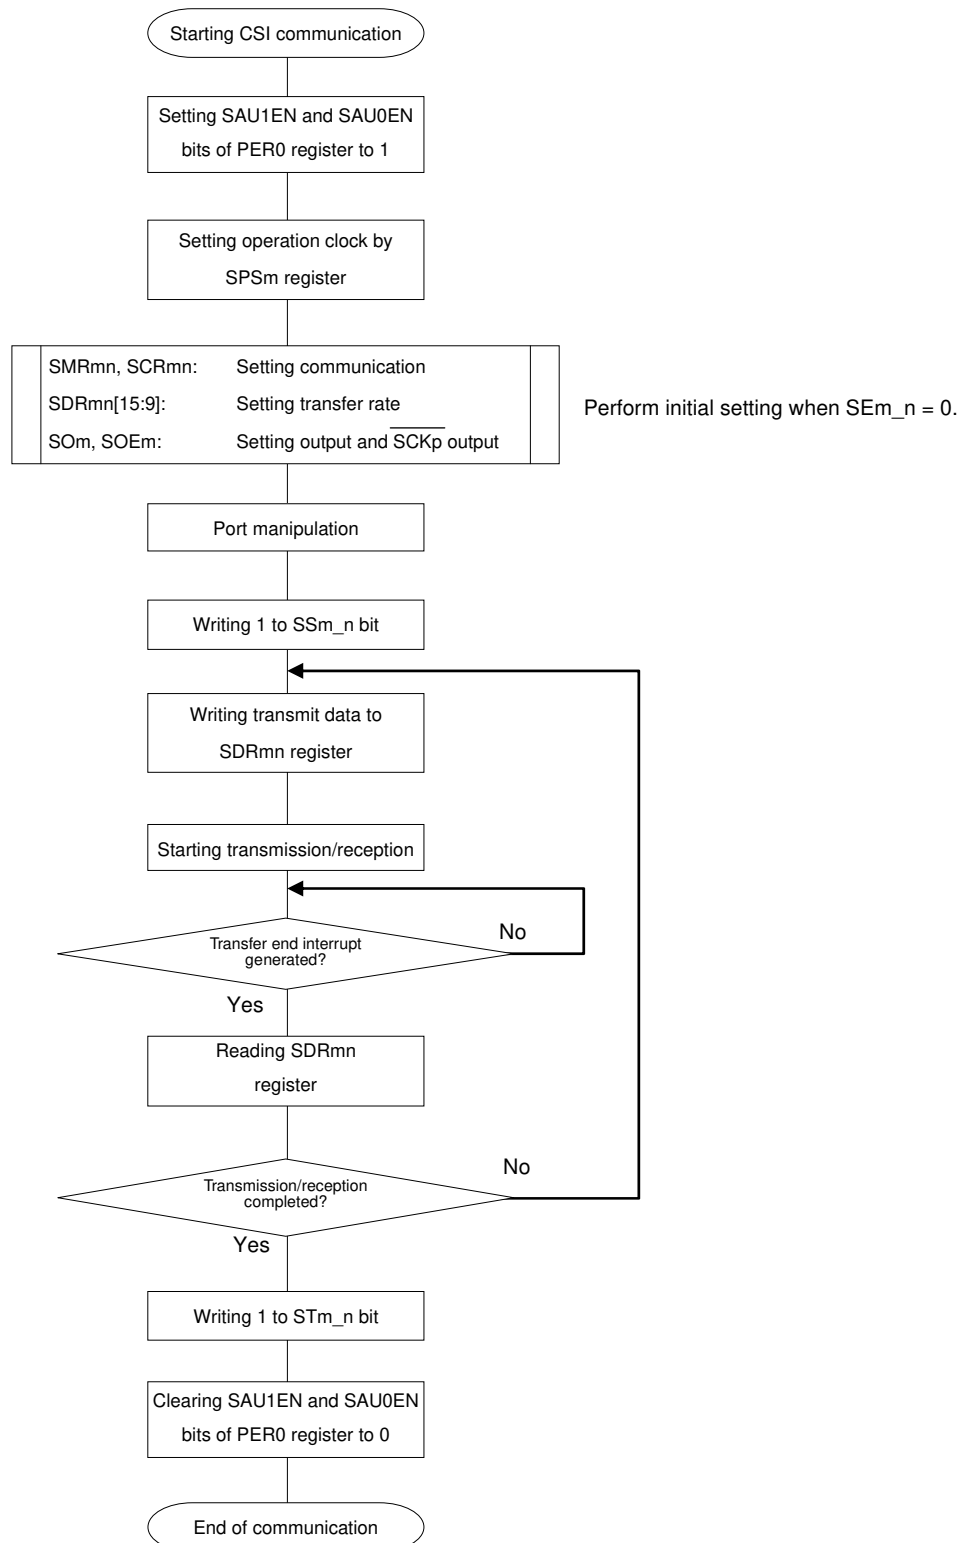 Starting CSI communication
Setting SAU1EN and SAU0EN
bits of PER0 register to 1
Setting operation clock by
SPSm register
SMRmn, SCRmn: Setting communication
SDRmn[15:9]: Setting transfer rate
SOm, SOEm: Setting output and SCKp output
Perform initial setting when SEm_n = 0.
Port manipulation
Writing 1 to SSm_n bit
Writing transmit data to
SDRmn register
Starting transmission/reception
Transfer end interrupt
generated?
No
Yes
Reading SDRmn
register
Transmission/reception
completed?
No
Yes
Writing 1 to STm_n bit
Clearing SAU1EN and SAU0EN
bits of PER0 register to 0
End of communication